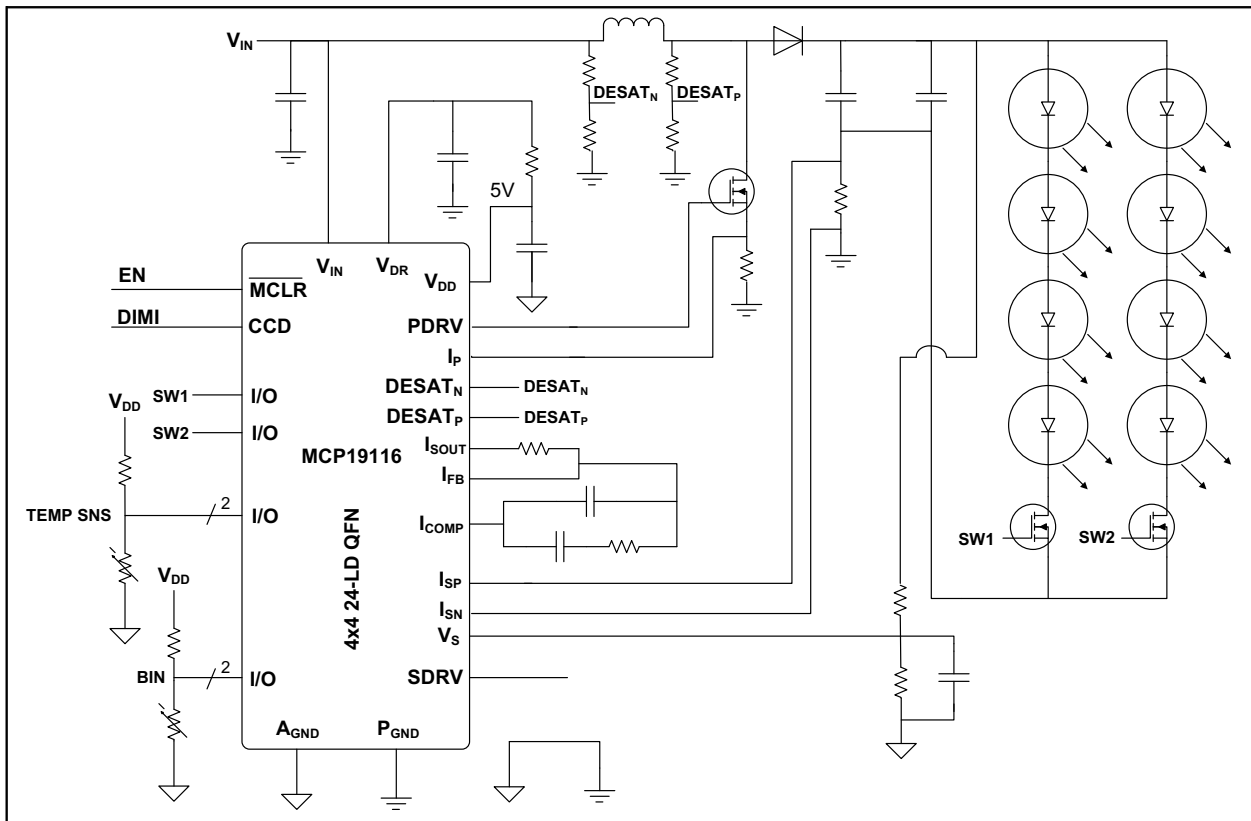 VIN
DESATN
DESATP
5V
VIN
VDR
VDD
EN
MCLR
DIMI
CCD
PDRV
IP
SW1
I/O
DESATN
DESATN
VDD
DESATP
DESATP
SW2
I/O
ISOUT
MCP19116
IFB
TEMP SNS
2
I/O
ICOMP
SW1
SW2
4x4 24-LD QFN
VDD
ISP
ISN
VS
BIN
2
I/O
SDRV
AGND
PGND